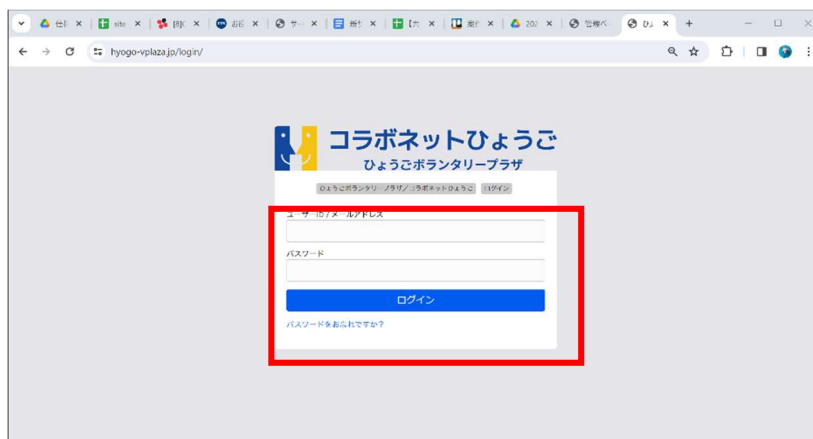 site
hyogo-vplaza.jp/login/
コラボネットひょうご
ひょうごボランタリープラザ
ひょうごボランタリープラザ／コラボネットひょうご ログイン
ユーザーID / メールアドレス
パスワード
ログイン
パスワードをお忘れですか？